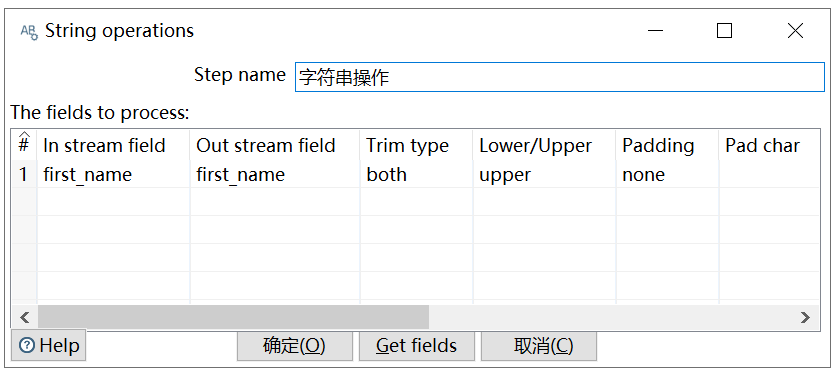 String operations
Step name 字符串操作
The fields to process:
# In stream field Out stream field Trim type Lower/Upper Padding Pad char
1 first_name first_name both upper none
Help 确定(O) Get fields 取消(C)